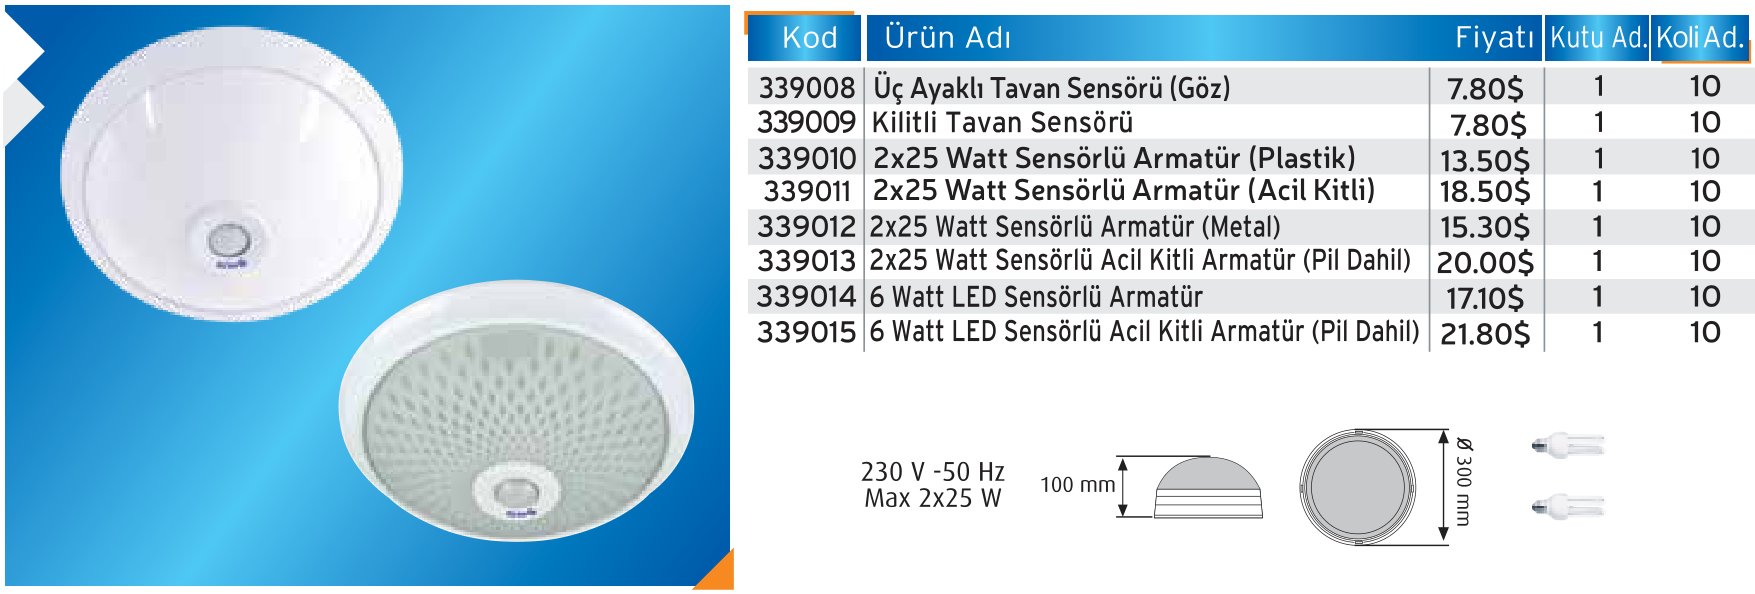 Kod Ürün Adı Fiyatı Kutu Ad. Koli Ad.
339008 Üç Ayaklı Tavan Sensörü (Göz) 7.80$ 1 10
339009 Kilitli Tavan Sensörü 7.80$ 1 10
339010 2x25 Watt Sensörlü Armatür (Plastik) 13.50$ 1 10
339011 2x25 Watt Sensörlü Armatür (Acil Kitli) 18.50$ 1 10
339012 2x25 Watt Sensörlü Armatür (Metal) 15.30$ 1 10
339013 2x25 Watt Sensörlü Acil Kitli Armatür (Pil Dahil) 20.00$ 1 10
339014 6 Watt LED Sensörlü Armatür 17.10$ 1 10
339015 6 Watt LED Sensörlü Acil Kitli Armatür (Pil Dahil) 21.80$ 1 10
230 V -50 Hz
Max 2x25 W
100 mm
Ø 300 mm